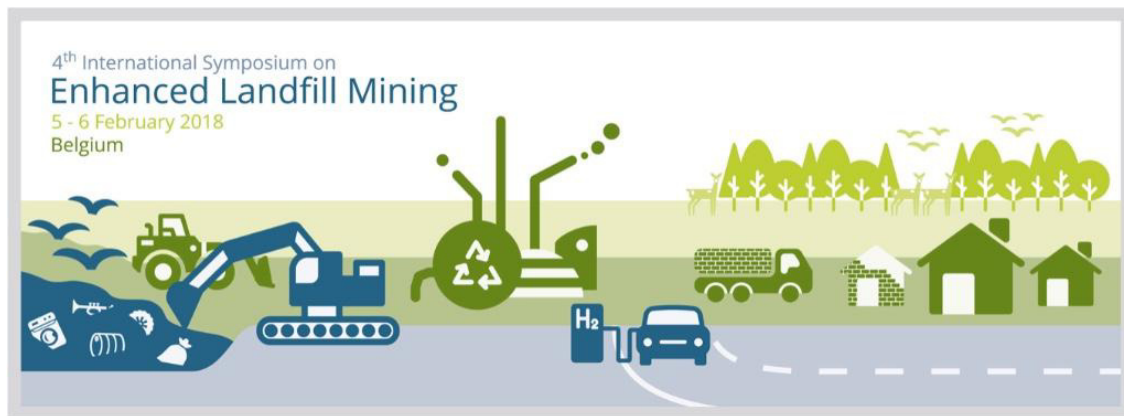 4th International Symposium on
Enhanced Landfill Mining
5 - 6 February 2018
Belgium
H2